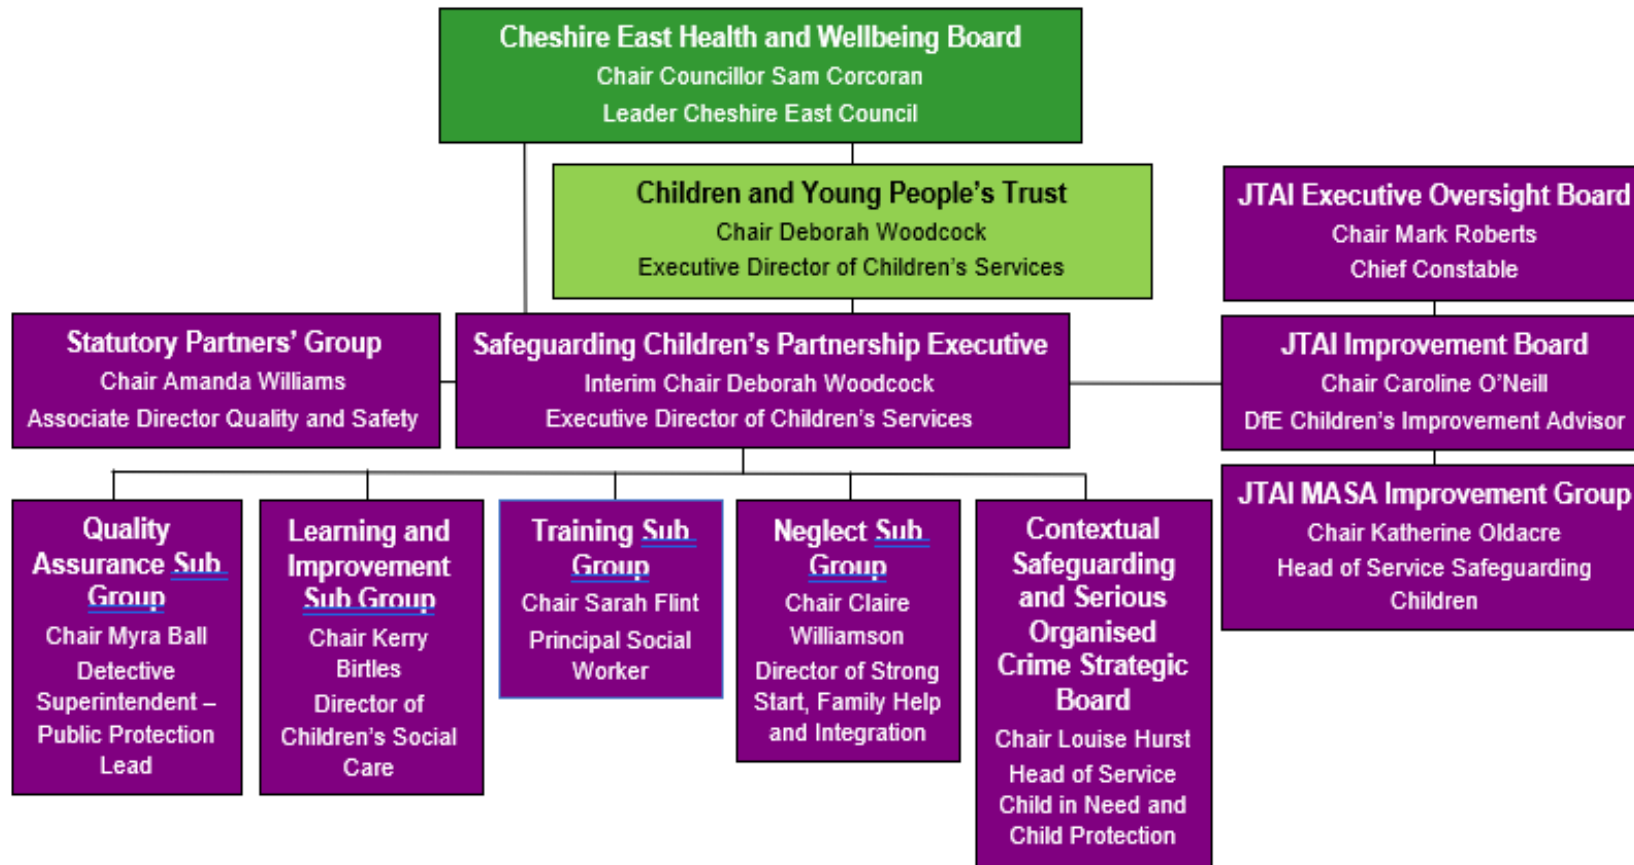 Cheshire East Health and Wellbeing Board
Chair Councillor Sam Corcoran
Leader Cheshire East Council
Children and Young People’s Trust
Chair Deborah Woodcock
Executive Director of Children’s Services
JTAI Executive Oversight Board
Chair Mark Roberts
Chief Constable
Statutory Partners’ Group
Chair Amanda Williams
Associate Director Quality and Safety
Safeguarding Children’s Partnership Executive
Interim Chair Deborah Woodcock
Executive Director of Children’s Services
JTAI Improvement Board
Chair Caroline O’Neill
DfE Children’s Improvement Advisor
JTAI MASA Improvement Group
Chair Katherine Oldacre
Head of Service Safeguarding
Children
Quality
Assurance Sub
Group
Chair Myra Ball
Detective
Superintendent –
Public Protection
Lead
Learning and
Improvement
Sub Group
Chair Kerry
Birtles
Director of
Children’s Social
Care
Training Sub
Group
Chair Sarah Flint
Principal Social
Worker
Neglect Sub
Group
Chair Claire
Williamson
Director of Strong
Start, Family Help
and Integration
Contextual
Safeguarding
and Serious
Organised
Crime Strategic
Board
Chair Louise Hurst
Head of Service
Child in Need and
Child Protection